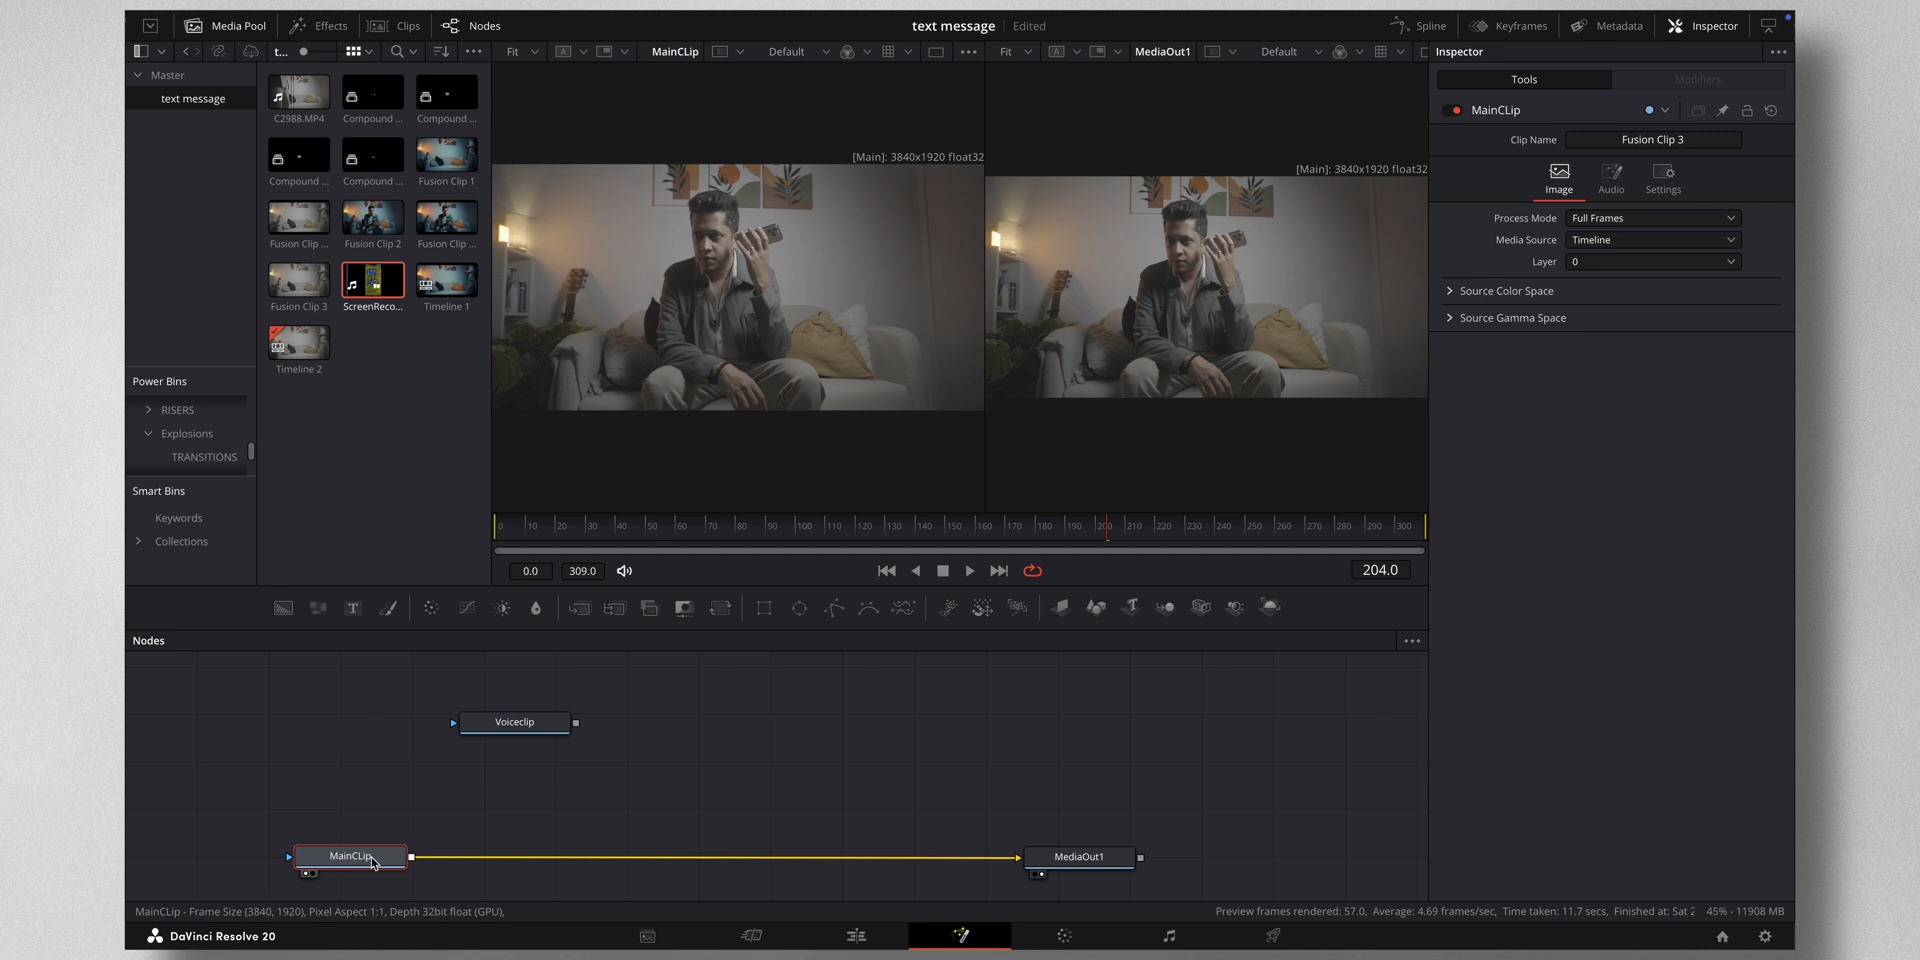 Media Pool
Effects
Clips
Nodes
text message
Edited
Spline
Keyframes
Metadata
Inspector
t...
Fit
A
MainCLip
Default
Fit
A
MediaOut1
Default
Inspector
Master
text message
C2988.MP4
Compound ...
Compound ...
Compound ...
Compound ...
Fusion Clip 1
Fusion Clip ...
Fusion Clip 2
Fusion Clip ...
Fusion Clip 3
ScreenReco...
Timeline 1
Timeline 2
Power Bins
RISERS
Explosions
TRANSITIONS
Smart Bins
Keywords
Collections
[Main]: 3840x1920 float32
[Main]: 3840x1920 float32
0 10 20 30 40 50 60 70 80 90 100 110 120 130 140 150 160 170 180 190 200 210 220 230 240 250 260 270 280 290 300
0.0
309.0
204.0
Tools
Modifiers
MainCLip
Clip Name
Fusion Clip 3
Image
Audio
Settings
Process Mode
Full Frames
Media Source
Timeline
Layer
0
Source Color Space
Source Gamma Space
T
T
Nodes
Voiceclip
MainCLip
MediaOut1
MainCLip - Frame Size (3840, 1920), Pixel Aspect 1:1, Depth 32bit float (GPU),
Preview frames rendered: 57.0, Average: 4.69 frames/sec, Time taken: 11.7 secs, Finished at: Sat 2
45% - 11908 MB
DaVinci Resolve 20